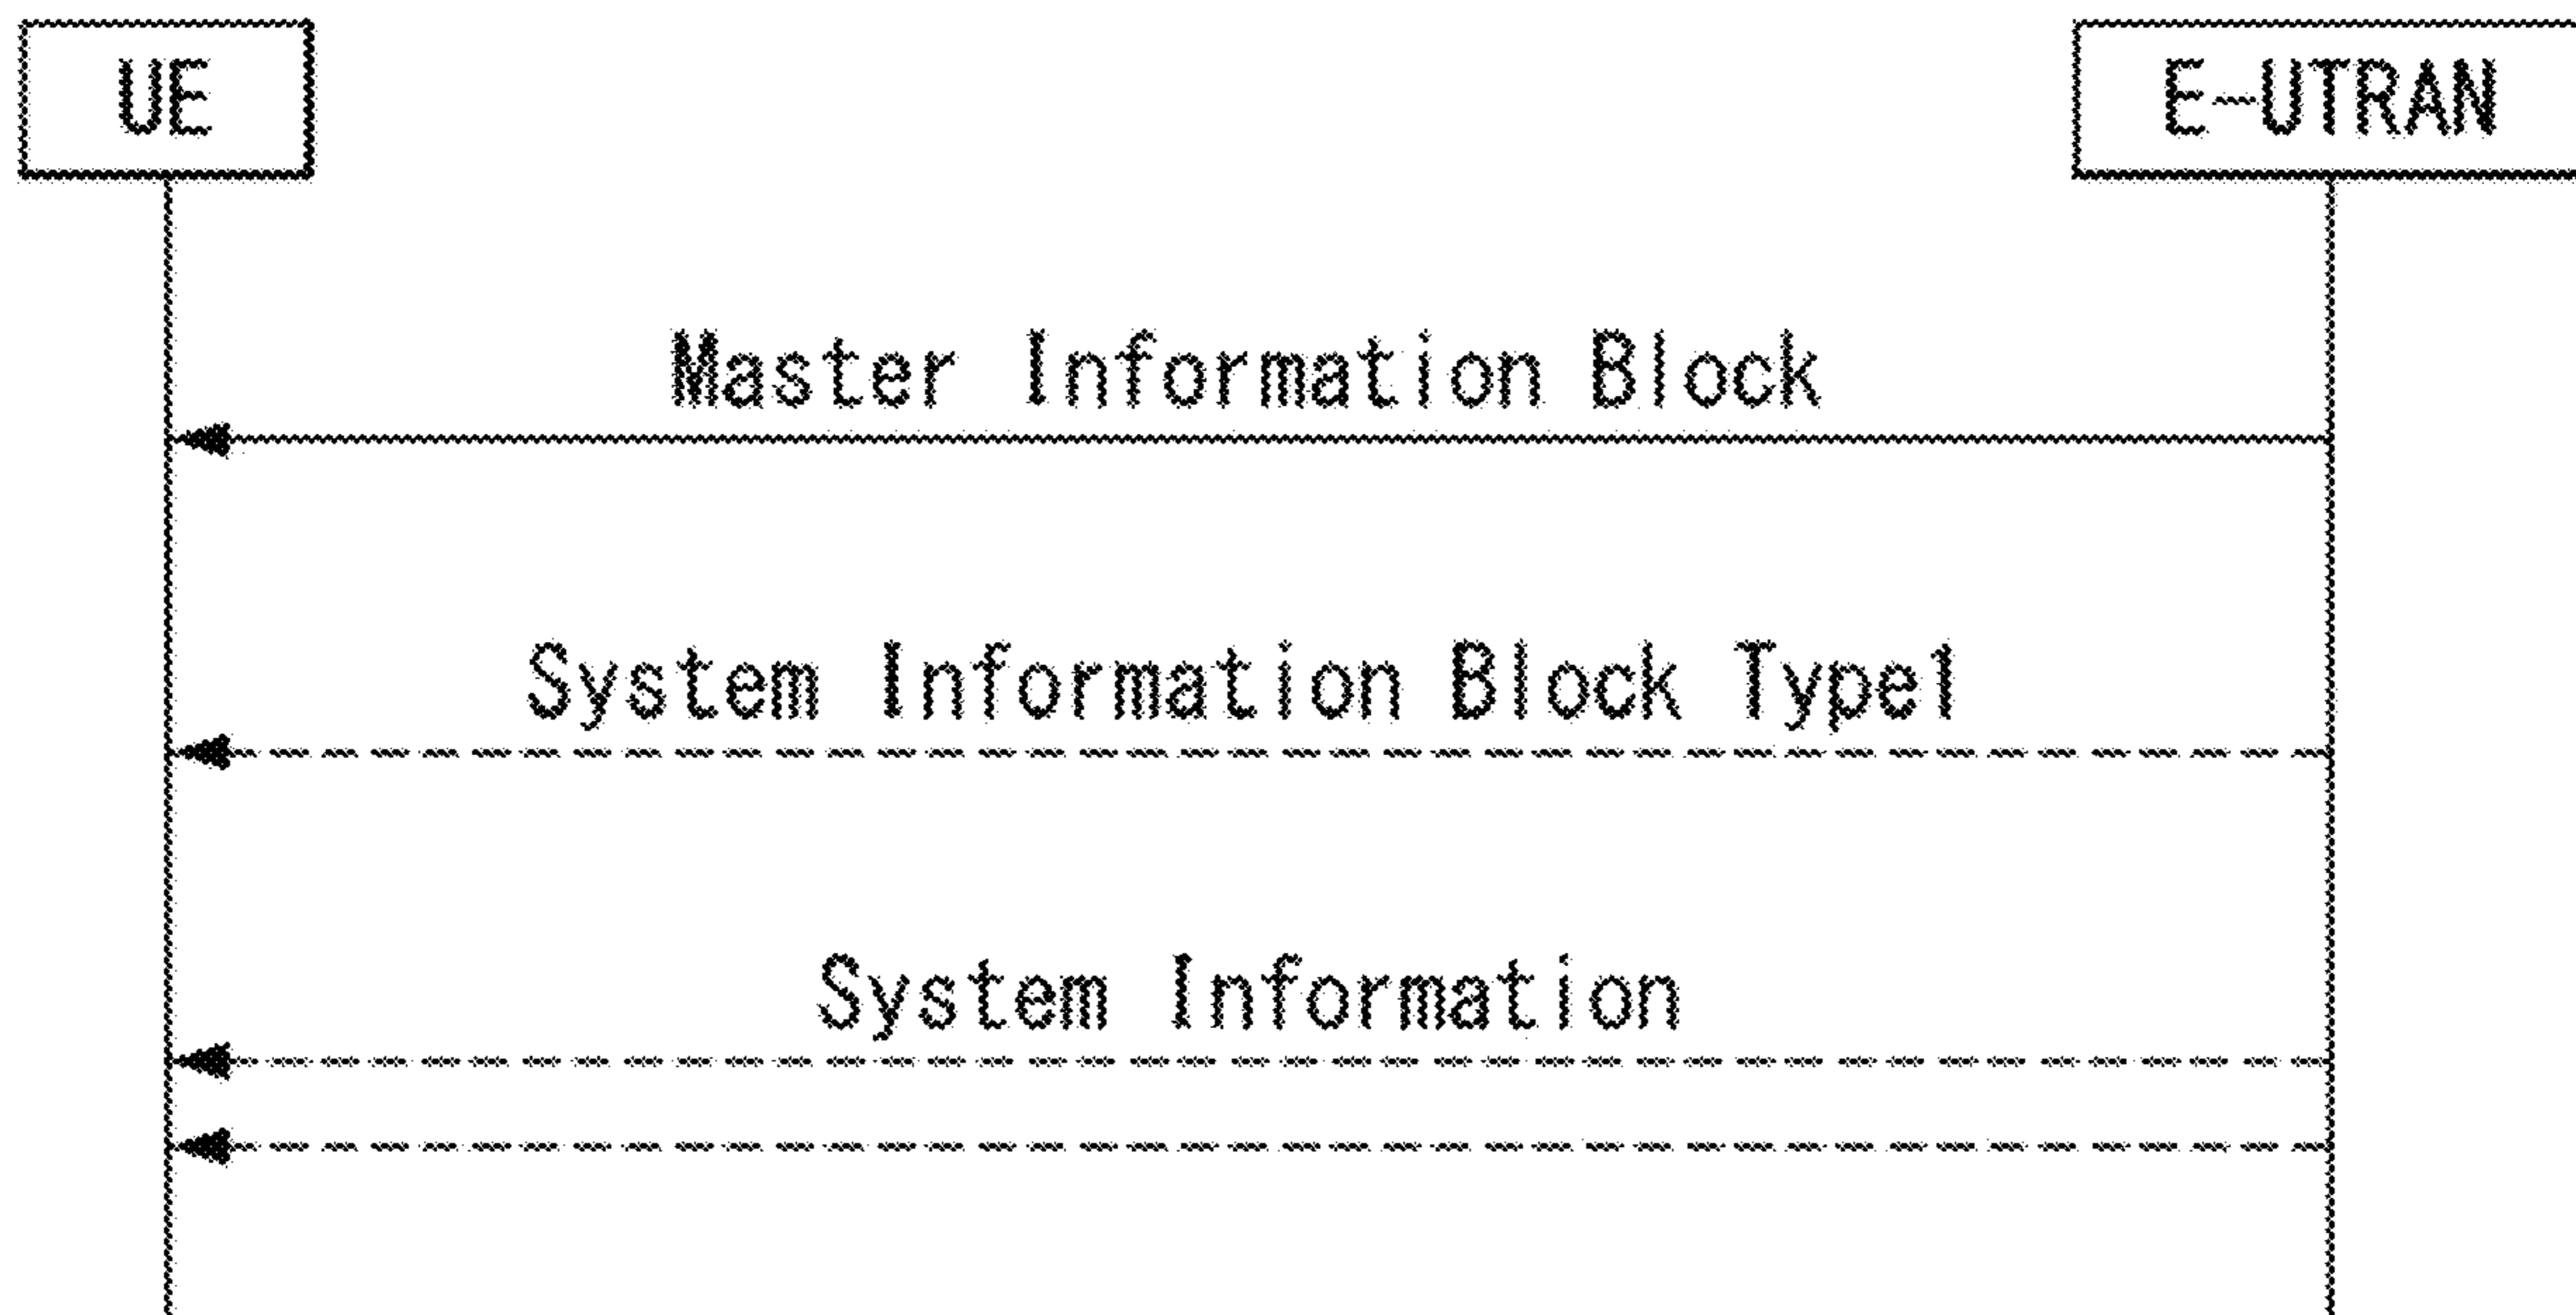 UE
E-UTRAN
Master Information Block
System Information Block Type1
System Information